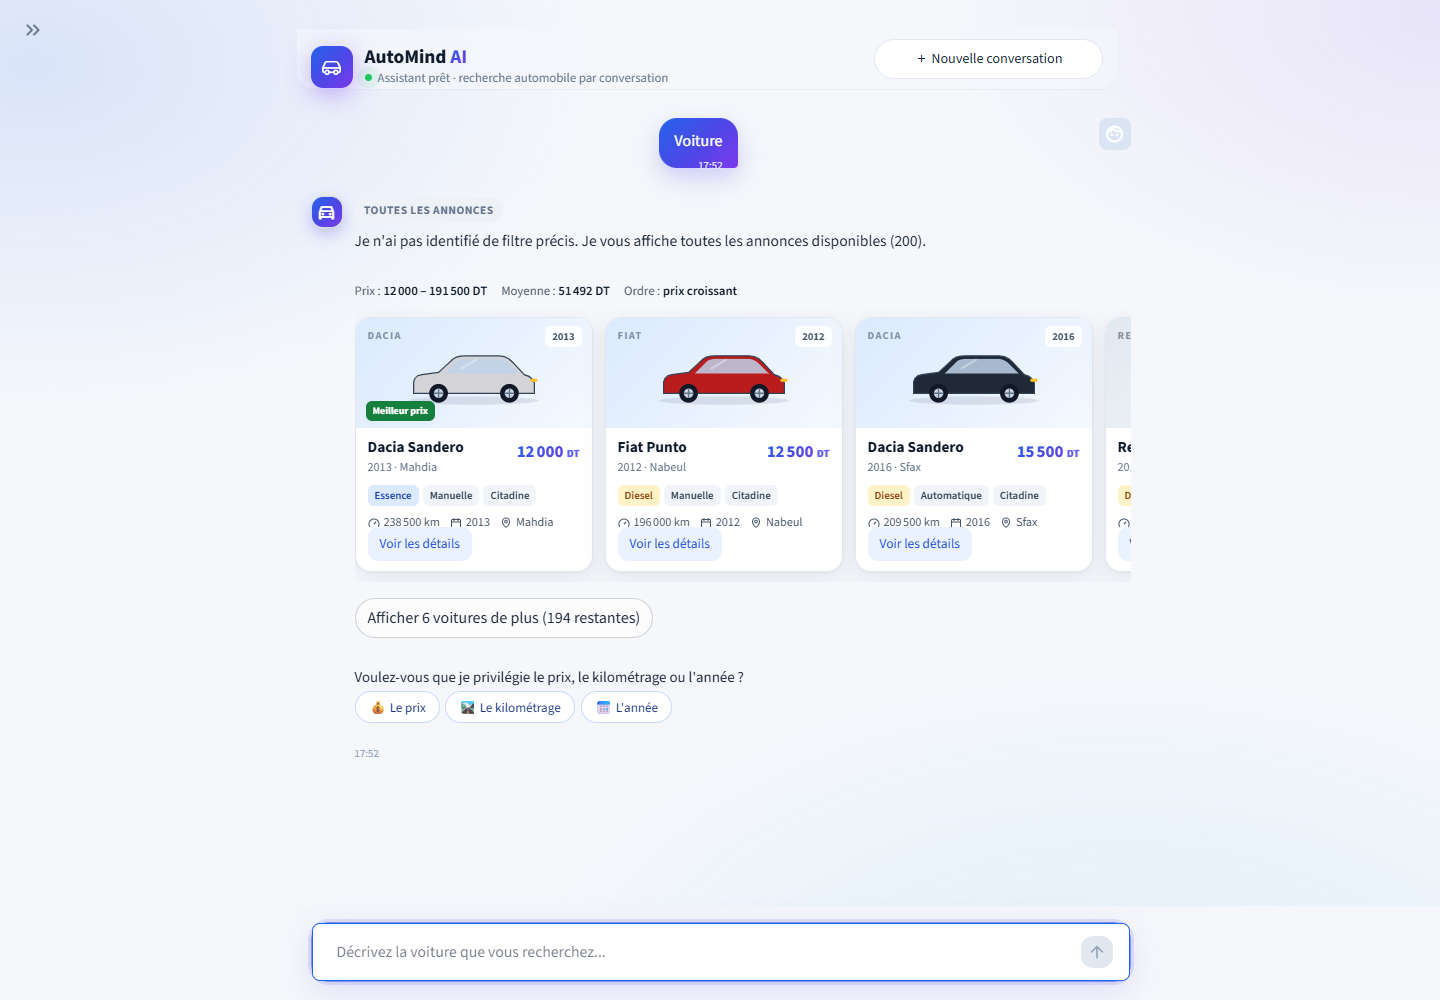 AutoMind AI
Assistant prêt · recherche automobile par conversation
+ Nouvelle conversation
Voiture
17:52
TOUTES LES ANNONCES
Je n'ai pas identifié de filtre précis. Je vous affiche toutes les annonces disponibles (200).
Prix : 12 000 – 191 500 DT Moyenne : 51 492 DT Ordre : prix croissant
DACIA 2013
Meilleur prix
Dacia Sandero 12 000 DT
2013 · Mahdia
Essence Manuelle Citadine
238 500 km 2013 Mahdia
Voir les détails
FIAT 2012
Fiat Punto 12 500 DT
2012 · Nabeul
Diesel Manuelle Citadine
196 000 km 2012 Nabeul
Voir les détails
DACIA 2016
Dacia Sandero 15 500 DT
2016 · Sfax
Diesel Automatique Citadine
209 500 km 2016 Sfax
Voir les détails
RE
Re
20
D
Afficher 6 voitures de plus (194 restantes)
Voulez-vous que je privilégie le prix, le kilométrage ou l'année ?
Le prix Le kilométrage L'année
17:52
Décrivez la voiture que vous recherchez...